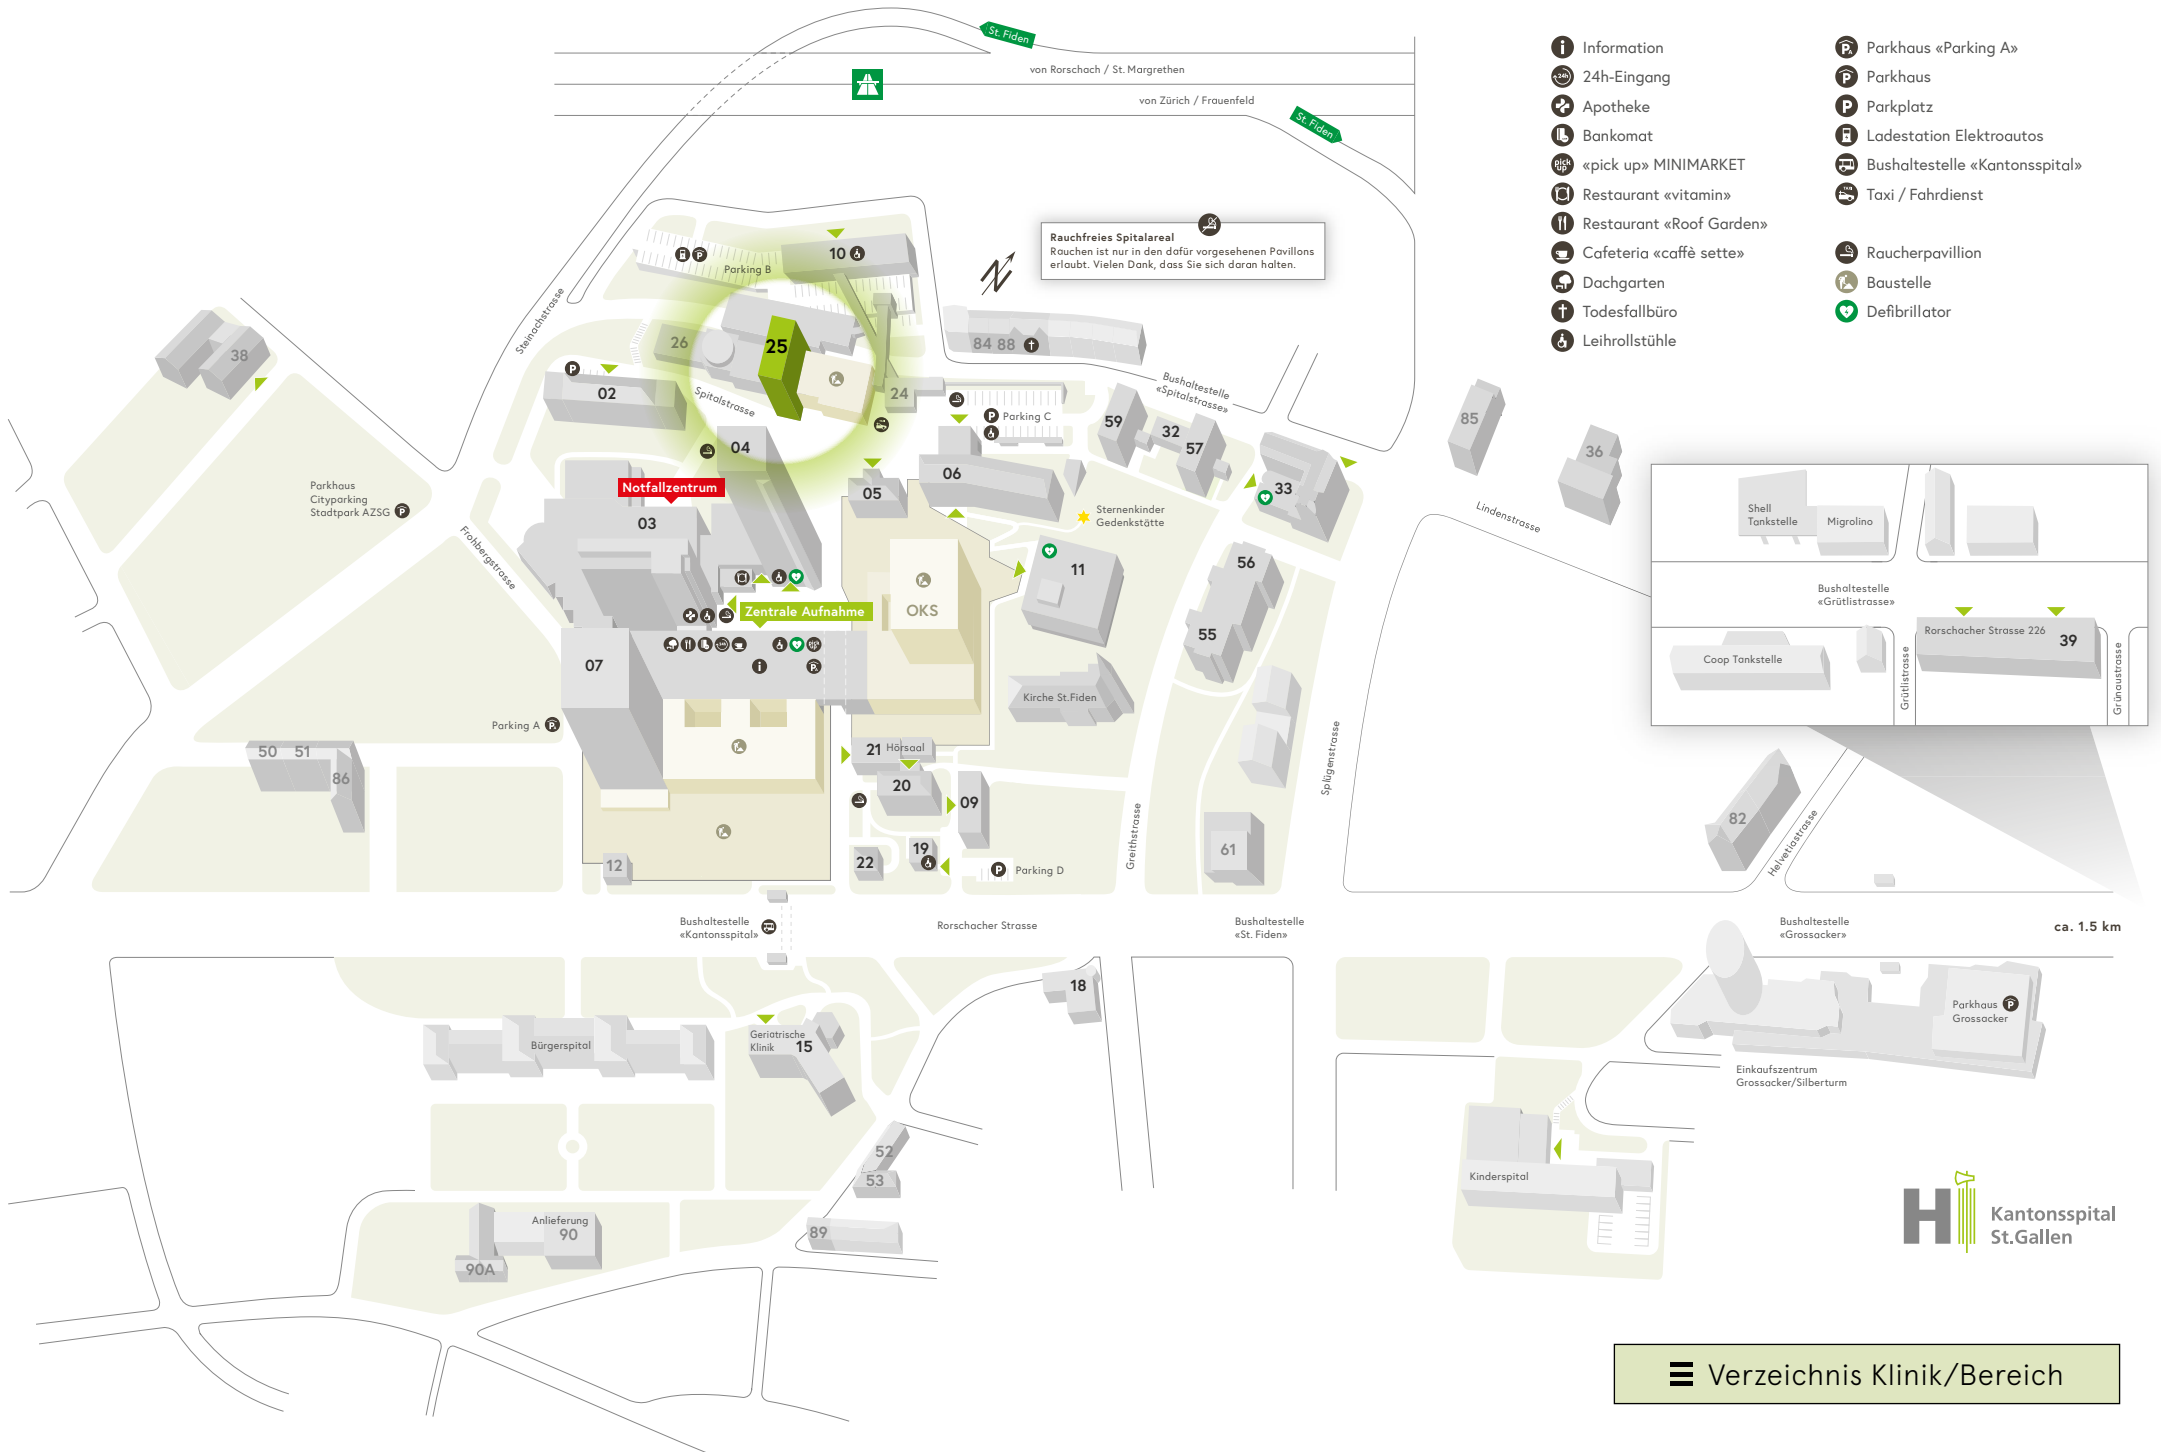 St. Fiden
von Rorschach / St. Margrethen
von Zürich / Frauenfeld
St. Fiden
Information
24h-Eingang
Apotheke
Bankomat
«pick up» MINIMARKET
Restaurant «vitamin»
Restaurant «Roof Garden»
Cafeteria «caffè sette»
Dachgarten
Todesfallbüro
Leihrollstühle
Parkhaus «Parking A»
Parkhaus
Parkplatz
Ladestation Elektroautos
Bushaltestelle «Kantonsspital»
Taxi / Fahrdienst
Raucherpavillion
Baustelle
Defibrillator
Rauchfreies Spitalareal
Rauchen ist nur in den dafür vorgesehenen Pavillons
erlaubt. Vielen Dank, dass Sie sich daran halten.
N
10
Parking B
Steinachstrasse
38
26
25
84 88
02
Spitalstrasse
24
Bushaltestelle
«Spitalstrasse»
Parking C
59
32
57
85
36
04
06
05
33
Notfallzentrum
03
Parkhaus
Cityparking
Stadtpark AZSG
Frohbergstrasse
Sternenkinder
Gedenkstätte
Lindenstrasse
Shell
Tankstelle
Migrolino
11
56
55
OKS
Zentrale Aufnahme
07
Bushaltestelle
«Grütlistrasse»
Rorschacher Strasse 226
39
Coop Tankstelle
Grütlistrasse
Grünaustrasse
Kirche St.Fiden
Parking A
50 51
86
21 Hörsaal
20
09
Splügenstrasse
Greithstrasse
82
Helvetiastrasse
61
12
22
19
Parking D
Bushaltestelle
«Kantonsspital»
Rorschacher Strasse
Bushaltestelle
«St. Fiden»
Bushaltestelle
«Grossacker»
ca. 1.5 km
18
Parkhaus
Grossacker
Bürgerspital
Geriatrische
Klinik 15
Einkaufszentrum
Grossacker/Silberturm
52
53
Kinderspital
Anlieferung
90
90A
89
Kantonsspital
St.Gallen
Verzeichnis Klinik/Bereich